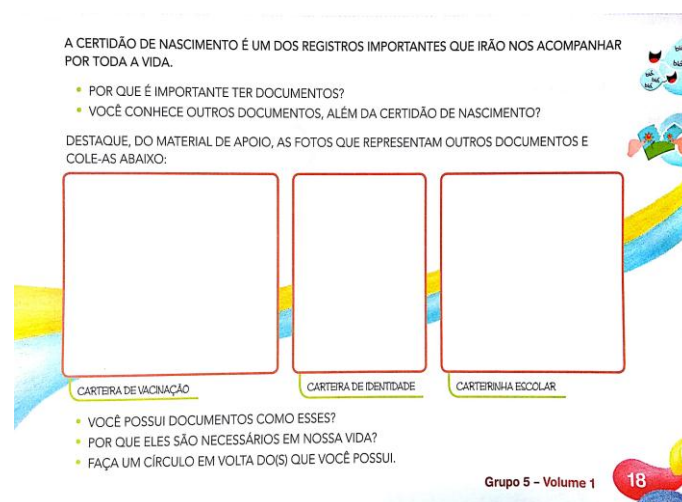 A CERTIDÃO DE NASCIMENTO É UM DOS REGISTROS IMPORTANTES QUE IRÃO NOS ACOMPANHAR
POR TODA A VIDA.
• POR QUE É IMPORTANTE TER DOCUMENTOS?
• VOCÊ CONHECE OUTROS DOCUMENTOS, ALÉM DA CERTIDÃO DE NASCIMENTO?
DESTAQUE, DO MATERIAL DE APOIO, AS FOTOS QUE REPRESENTAM OUTROS DOCUMENTOS E
COLE-AS ABAIXO:
CARTEIRA DE VACINAÇÃO
CARTEIRA DE IDENTIDADE
CARTEIRINHA ESCOLAR
• VOCÊ POSSUI DOCUMENTOS COMO ESSES?
• POR QUE ELES SÃO NECESSÁRIOS EM NOSSA VIDA?
• FAÇA UM CÍRCULO EM VOLTA DO(S) QUE VOCÊ POSSUI.
Grupo 5 – Volume 1
18